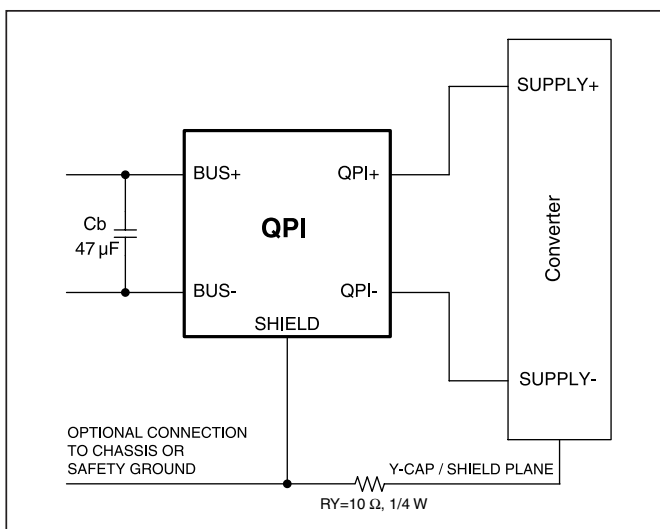 SUPPLY+
BUS+
QPI+
Cb
47 µF
QPI
Converter
BUS-
QPI-
SHIELD
SUPPLY-
OPTIONAL CONNECTION
TO CHASSIS OR
SAFETY GROUND
Y-CAP / SHIELD PLANE
RY=10 Ω, 1/4 W